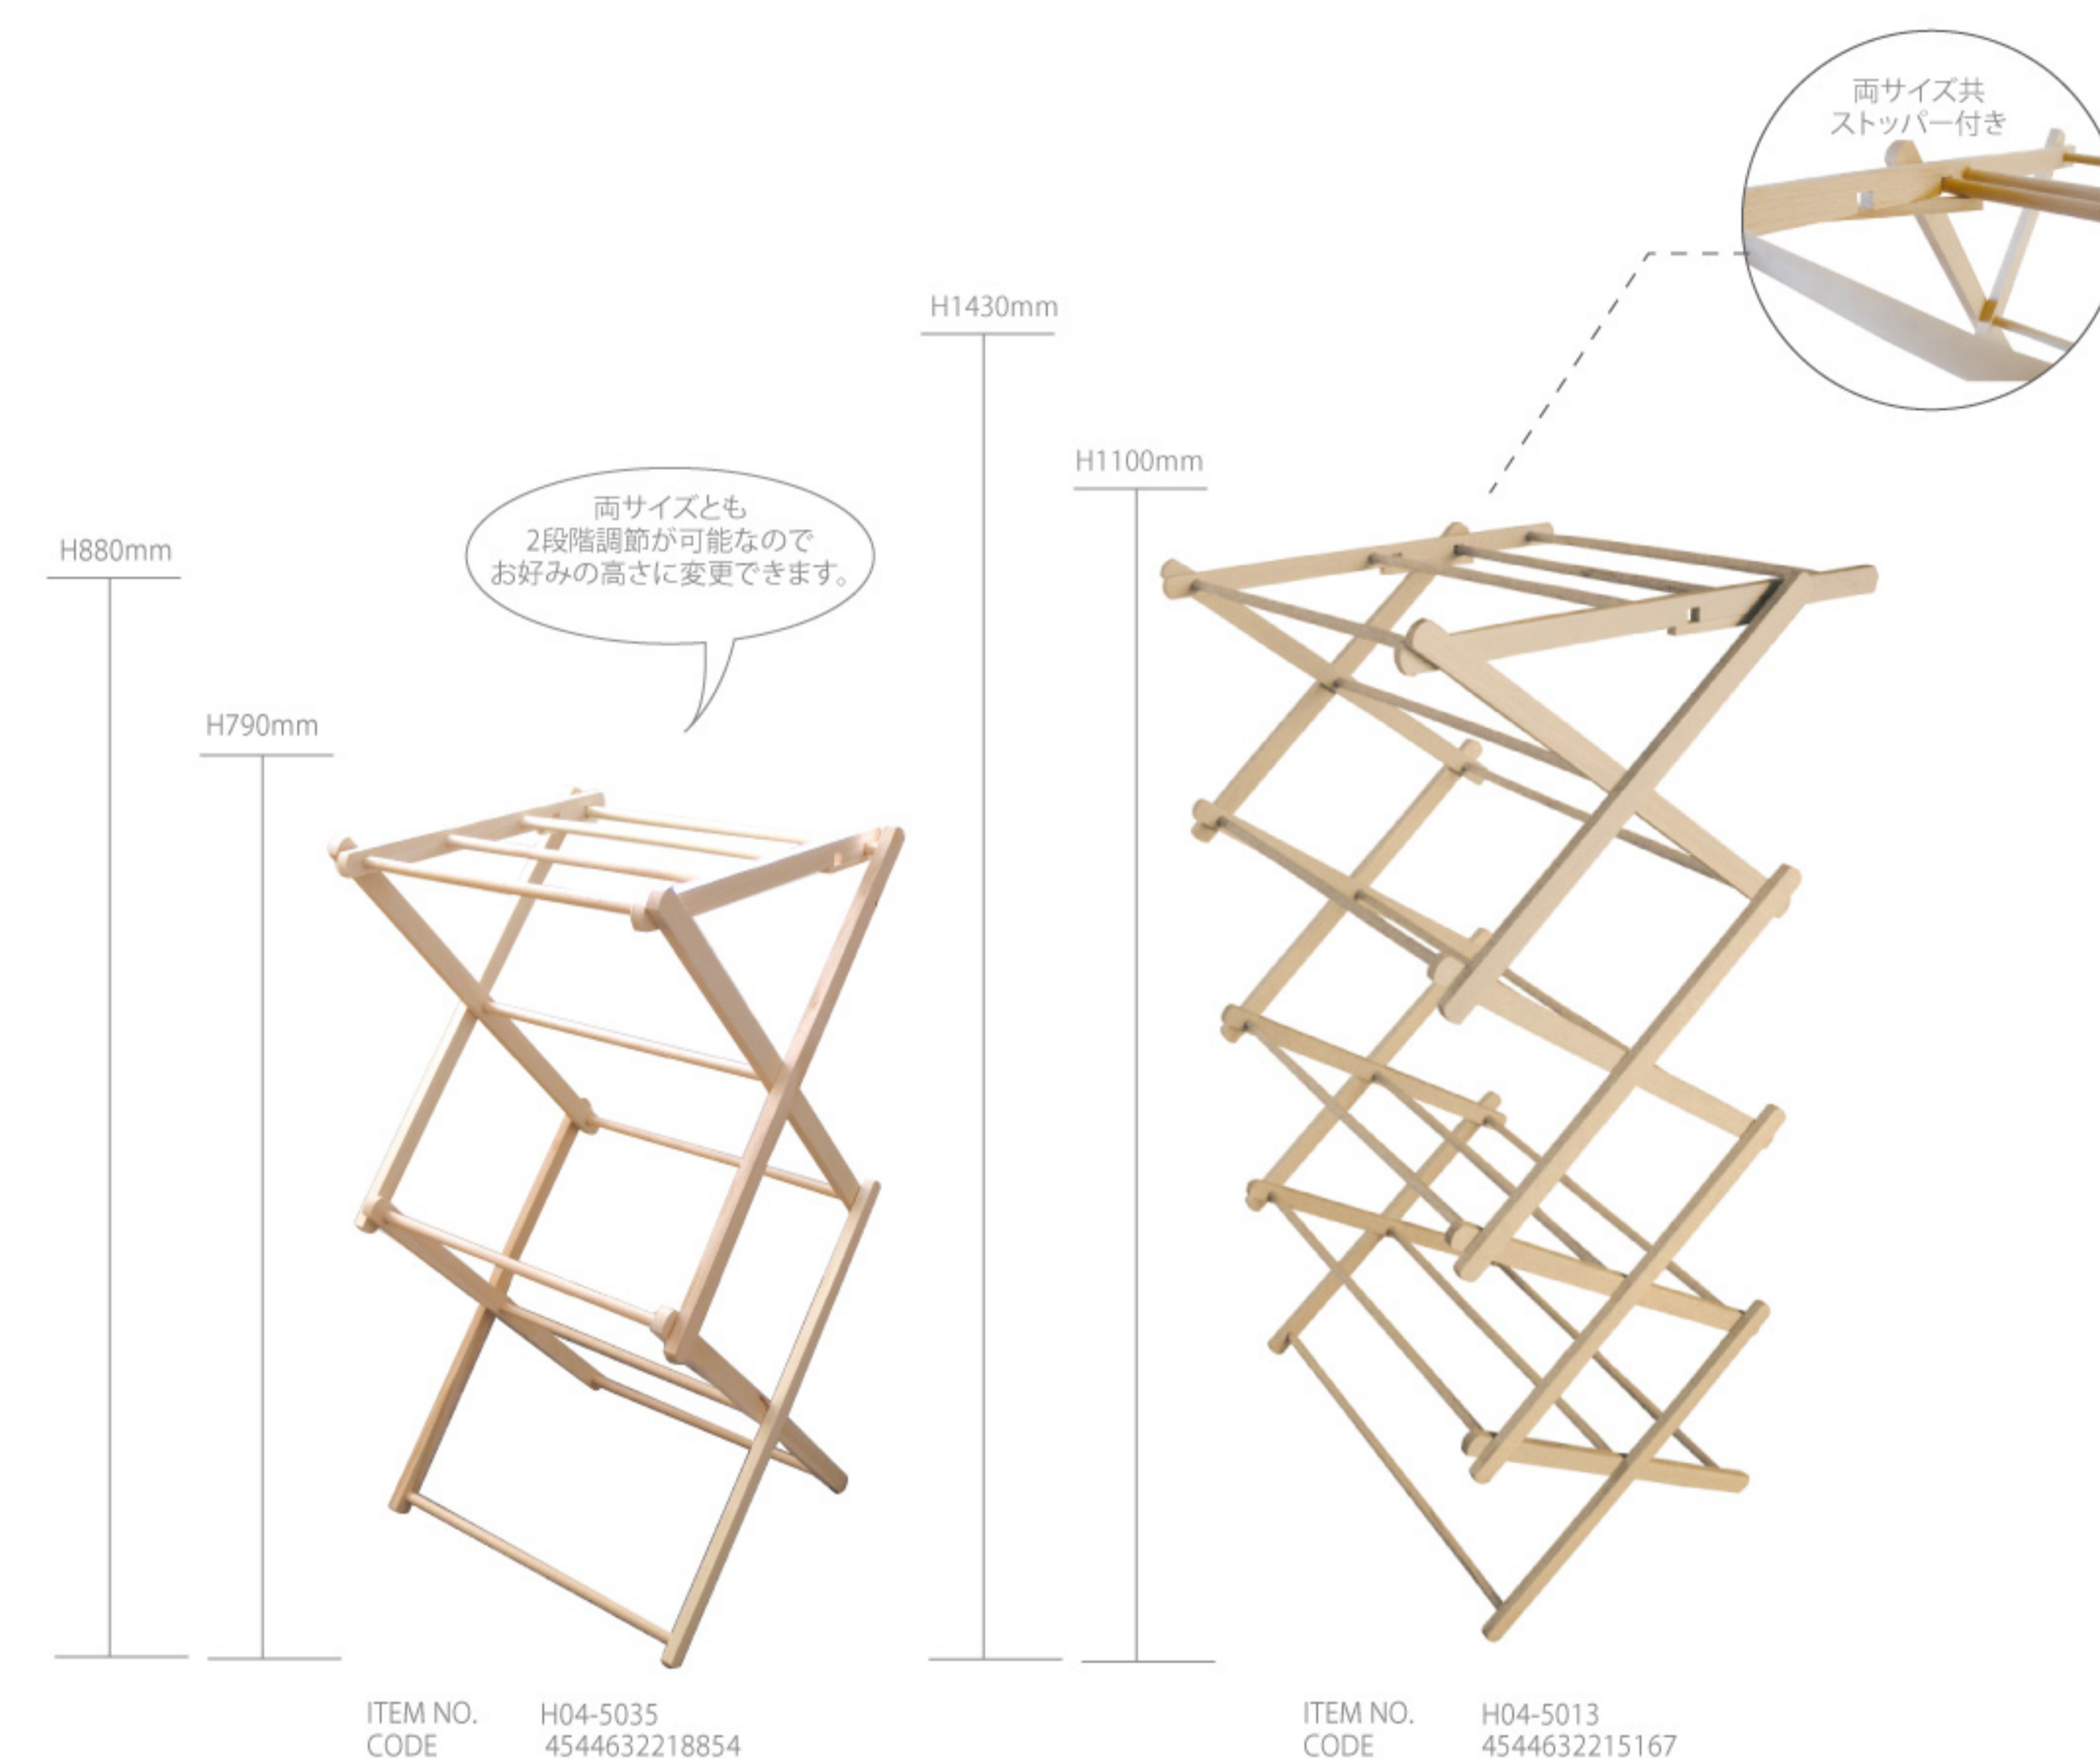 両サイズ共
ストッパー付き
H1430mm
H1100mm
両サイズとも
2段階調節が可能なので
お好みの高さに変更できます。
H880mm
H790mm
ITEM NO. H04-5035
CODE 4544632218854
ITEM NO. H04-5013
CODE 4544632215167